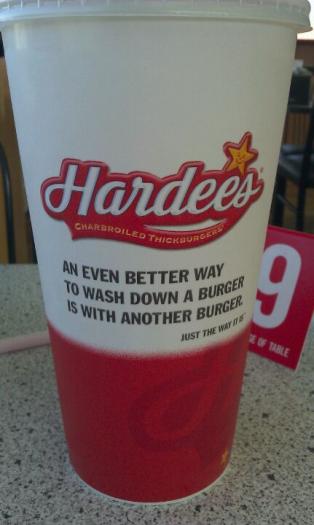 Hardee's
CHARBROILED THICKBURGERS
AN EVEN BETTER WAY
TO WASH DOWN A BURGER
IS WITH ANOTHER BURGER.
JUST THE WAY IT IS
9
OF TABLE